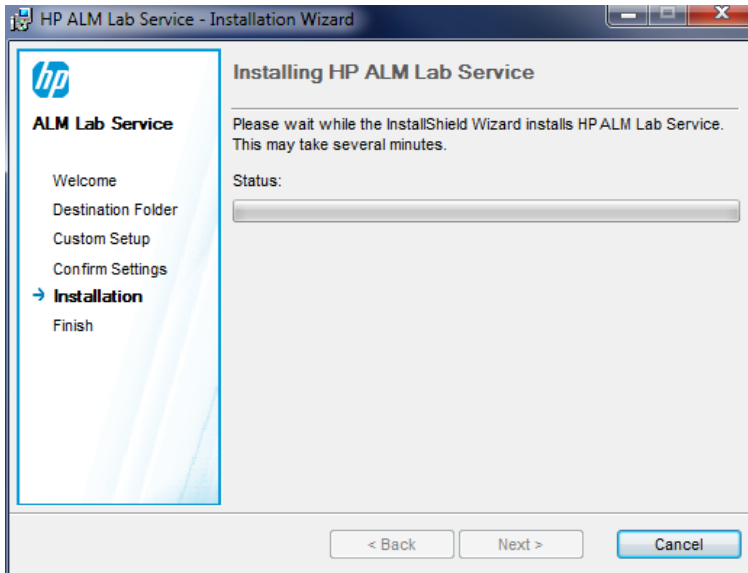 HP ALM Lab Service - Installation Wizard
hp
ALM Lab Service
Welcome
Destination Folder
Custom Setup
Confirm Settings
Installation
Finish
Installing HP ALM Lab Service
Please wait while the InstallShield Wizard installs HP ALM Lab Service.
This may take several minutes.
Status:
< Back
Next >
Cancel